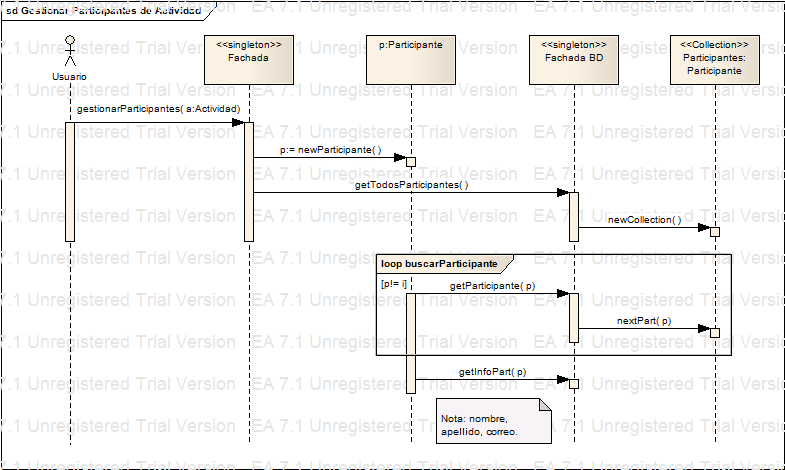 sd Gestionar Participantes de Actividad
Usuario
<<singleton>>
Fachada
p:Participante
<<singleton>>
Fachada BD
<<Collection>>
Participantes:
Participante
gestionarParticipantes( a:Actividad)
p:= newParticipante( )
getTodosParticipantes( )
newCollection( )
loop buscarParticipante
[p!= i]
getParticipante( p)
nextPart( p)
getInfoPart( p)
Nota: nombre,
apellido, correo.
EA 7.1 Unregistered Trial Version